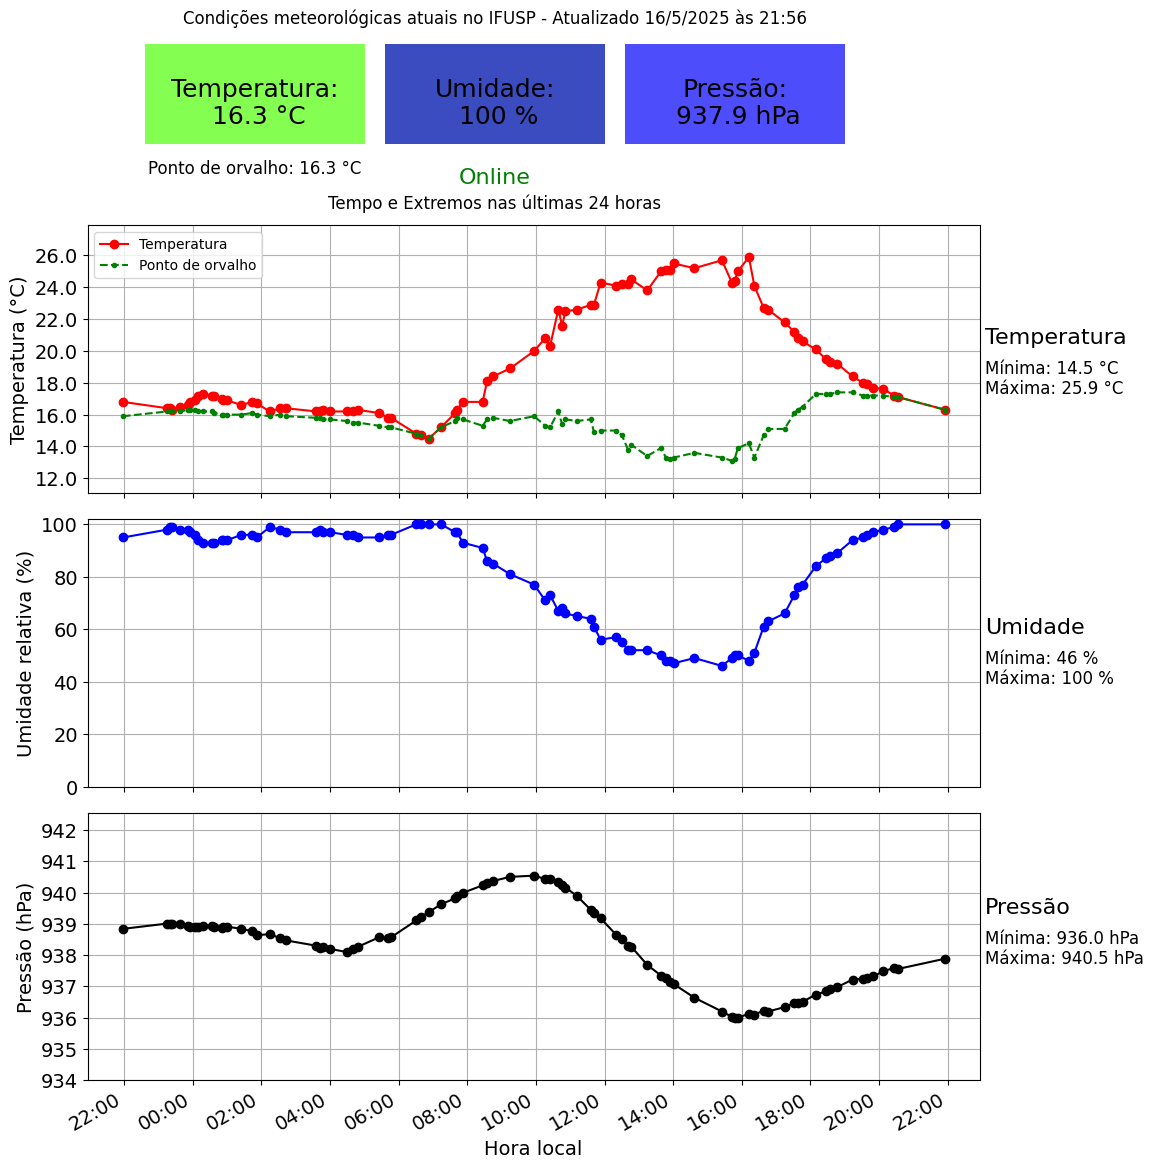 Condições meteorológicas atuais no IFUSP - Atualizado 16/5/2025 às 21:56
Temperatura:
16.3 °C
Umidade:
100 %
Pressão:
937.9 hPa
Ponto de orvalho: 16.3 °C
Online
Tempo e Extremos nas últimas 24 horas
Temperatura (°C)
26.0
24.0
22.0
20.0
18.0
16.0
14.0
12.0
Temperatura
Ponto de orvalho
Temperatura
Mínima: 14.5 °C
Máxima: 25.9 °C
Umidade relativa (%)
100
80
60
40
20
0
Umidade
Mínima: 46 %
Máxima: 100 %
Pressão (hPa)
942
941
940
939
938
937
936
935
934
Pressão
Mínima: 936.0 hPa
Máxima: 940.5 hPa
22:00 00:00 02:00 04:00 06:00 08:00 10:00 12:00 14:00 16:00 18:00 20:00 22:00
Hora local